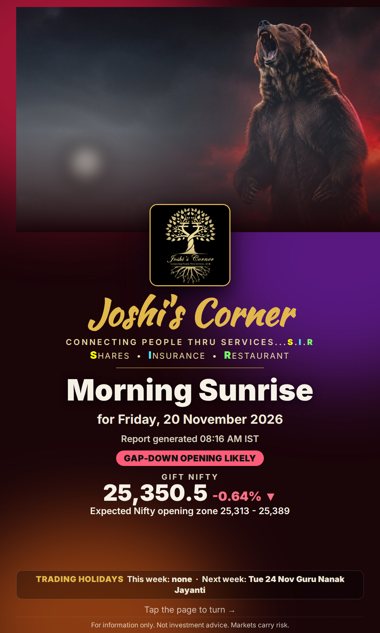 Joshi's Corner
Joshi's Corner
CONNECTING PEOPLE THRU SERVICES...S.I.R
SHARES • INSURANCE • RESTAURANT
Morning Sunrise
for Friday, 20 November 2026
Report generated 08:16 AM IST
GAP-DOWN OPENING LIKELY
GIFT NIFTY
25,350.5 -0.64% ▼
Expected Nifty opening zone 25,313 - 25,389
TRADING HOLIDAYS This week: none · Next week: Tue 24 Nov Guru Nanak
Jayanti
Tap the page to turn →
For information only. Not investment advice. Markets carry risk.